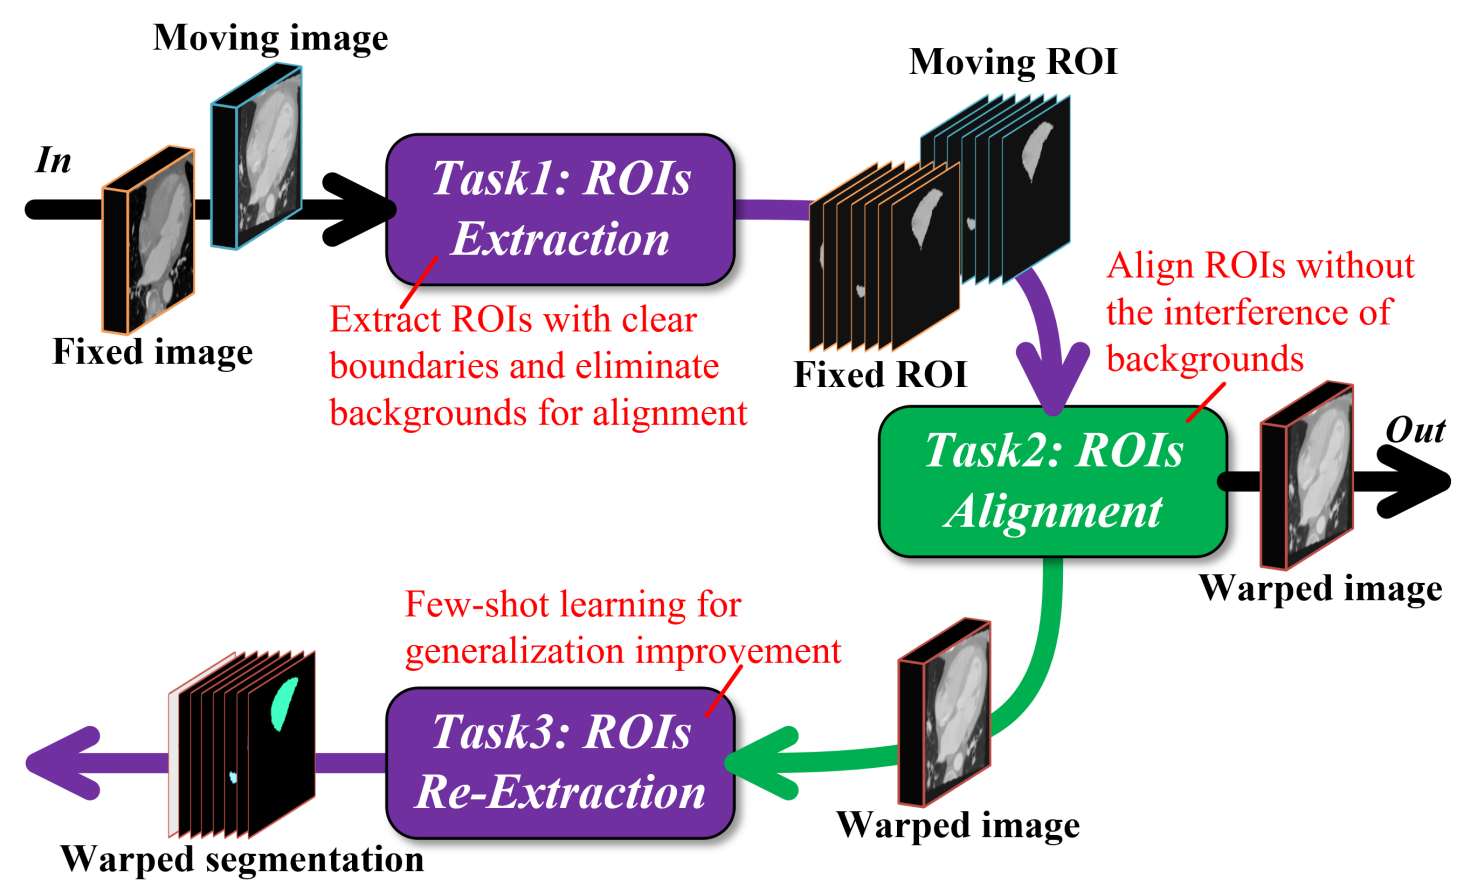 Moving image
In
Fixed image
Task1: ROIs
Extraction
Extract ROIs with clear
boundaries and eliminate
backgrounds for alignment
Moving ROI
Fixed ROI
Align ROIs without
the interference of
backgrounds
Task2: ROIs
Alignment
Out
Warped image
Few-shot learning for
generalization improvement
Task3: ROIs
Re-Extraction
Warped image
Warped segmentation